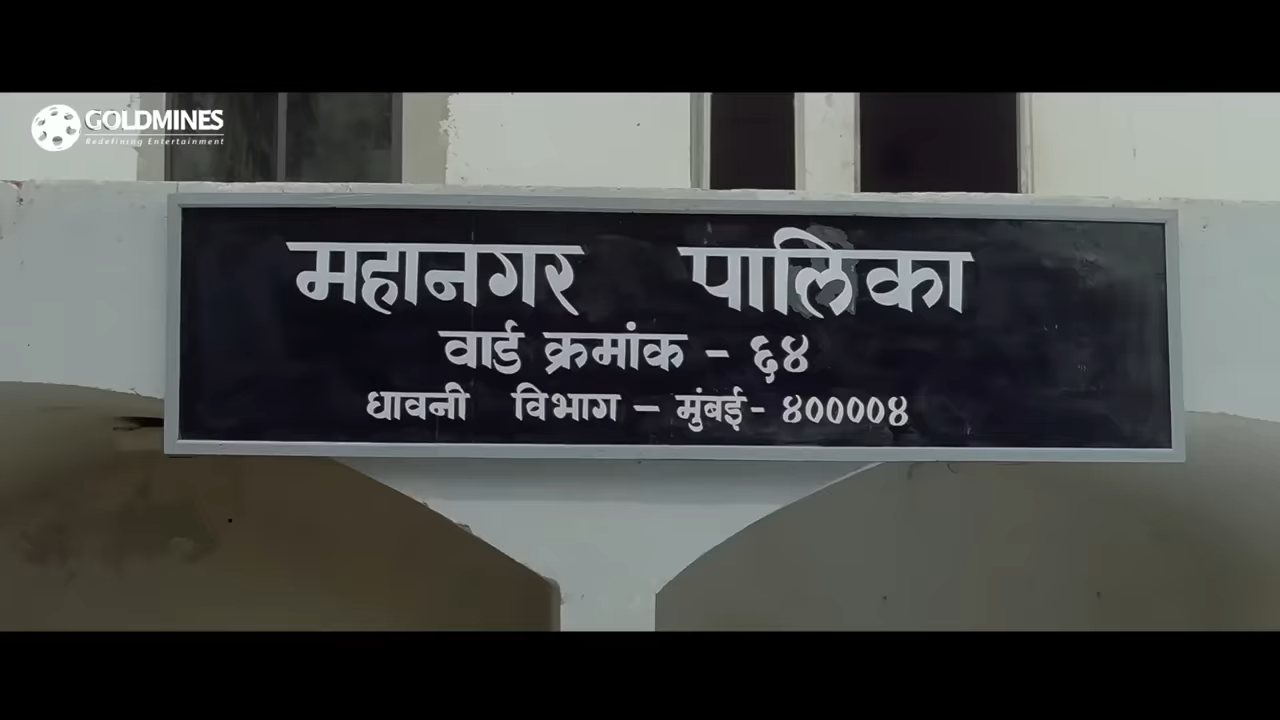 GOLDMINES
Redefining Entertainment
महानगर पालिका
वार्ड क्रमांक - ६४
धावनी विभाग - मुंबई - ४००००४